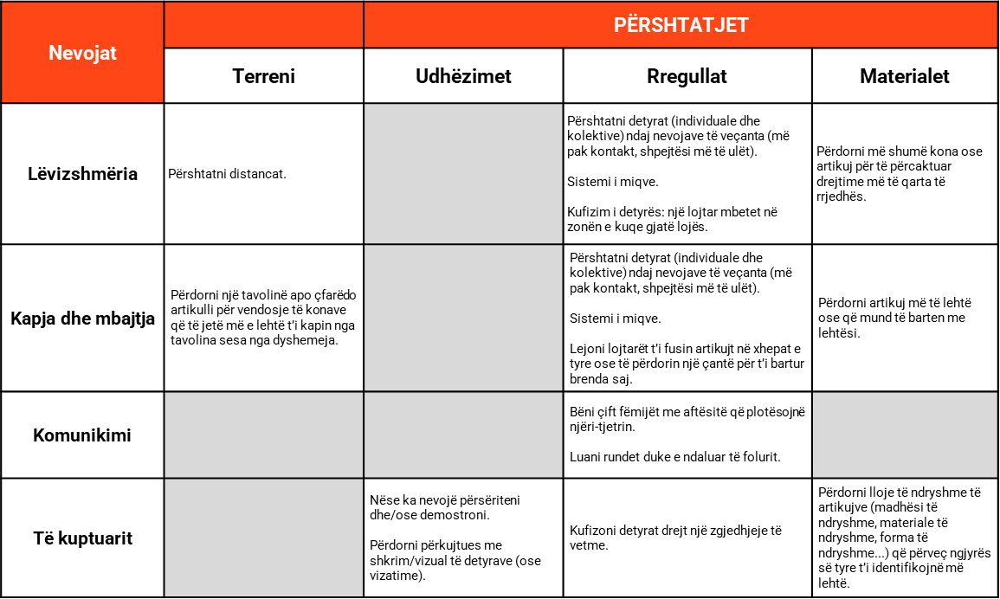 Nevojat
PËRSHTATJET
Terreni
Udhëzimet
Rregullat
Materialet
Lëvizshmëria
Përshtatni distancat.
Përshtatni detyrat (individuale dhe
kolektive) ndaj nevojave të veçanta (më
pak kontakt, shpejtësi më të ulët).
Sistemi i miqve.
Kufizim i detyrës: një lojtar mbetet në
zonën e kuqe gjatë lojës.
Përdorni më shumë kona ose
artikuj për të përcaktuar
drejtime më të qarta të
rrjedhës.
Kapja dhe mbajtja
Përdorni një tavolinë apo çfarëdo
artikulli për vendosje të konave
që të jetë më e lehtë t’i kapin nga
tavolina sesa nga dyshemeja.
Përshtatni detyrat (individuale dhe
kolektive) ndaj nevojave të veçanta (më
pak kontakt, shpejtësi më të ulët).
Sistemi i miqve.
Lejoni lojtarët t’i fusin artikujt në xhepat e
tyre ose të përdorin një çantë për t’i bartur
brenda saj.
Përdorni artikuj më të lehtë
ose që mund të barten me
lehtësi.
Komunikimi
Bëni çift fëmijët me aftësitë që plotësojnë
njëri-tjetrin.
Luani rundet duke e ndaluar të folurit.
Të kuptuarit
Nëse ka nevojë përsëriteni
dhe/ose demostroni.
Përdorni përkujtues me
shkrim/vizual të detyrave (ose
vizatime).
Kufizoni detyrat drejt një zgjedhjeje të
vetme.
Përdorni lloje të ndryshme të
artikujve (madhësi të
ndryshme, materiale të
ndryshme, forma të
ndryshme...) që përveç ngjyrës
së tyre t’i identifikojnë më
lehtë.